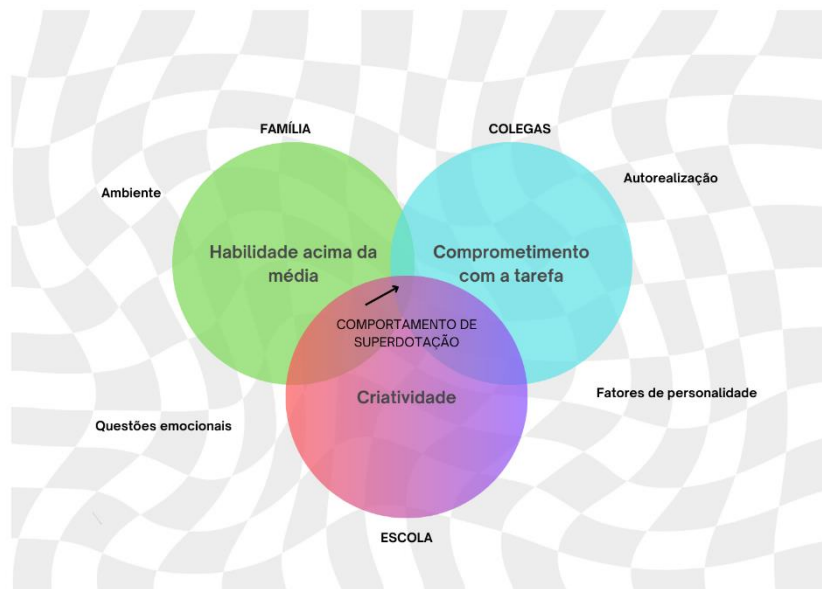 FAMÍLIA
COLEGAS
Ambiente
Autorealização
Habilidade acima da
média
Comprometimento
com a tarefa
COMPORTAMENTO DE
SUPERDOTAÇÃO
Criatividade
Fatores de personalidade
Questões emocionais
ESCOLA